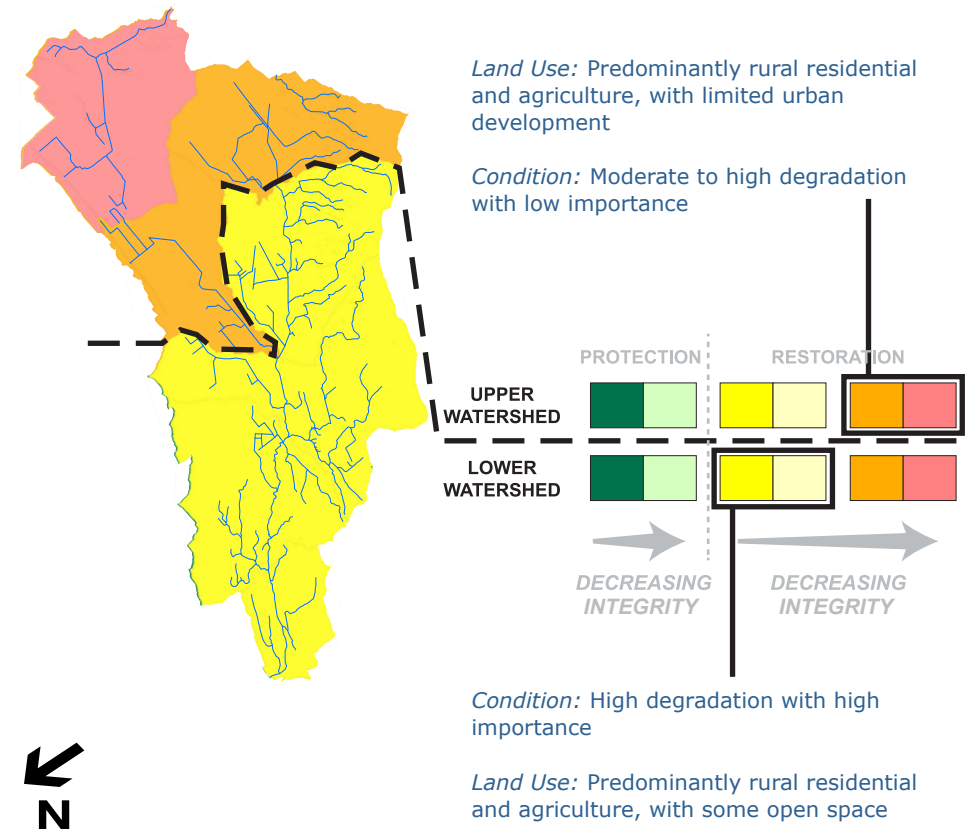 Land Use: Predominantly rural residential
and agriculture, with limited urban
development
Condition: Moderate to high degradation
with low importance
PROTECTION
RESTORATION
UPPER
WATERSHED
LOWER
WATERSHED
DECREASING
INTEGRITY
DECREASING
INTEGRITY
Condition: High degradation with high
importance
Land Use: Predominantly rural residential
and agriculture, with some open space
N